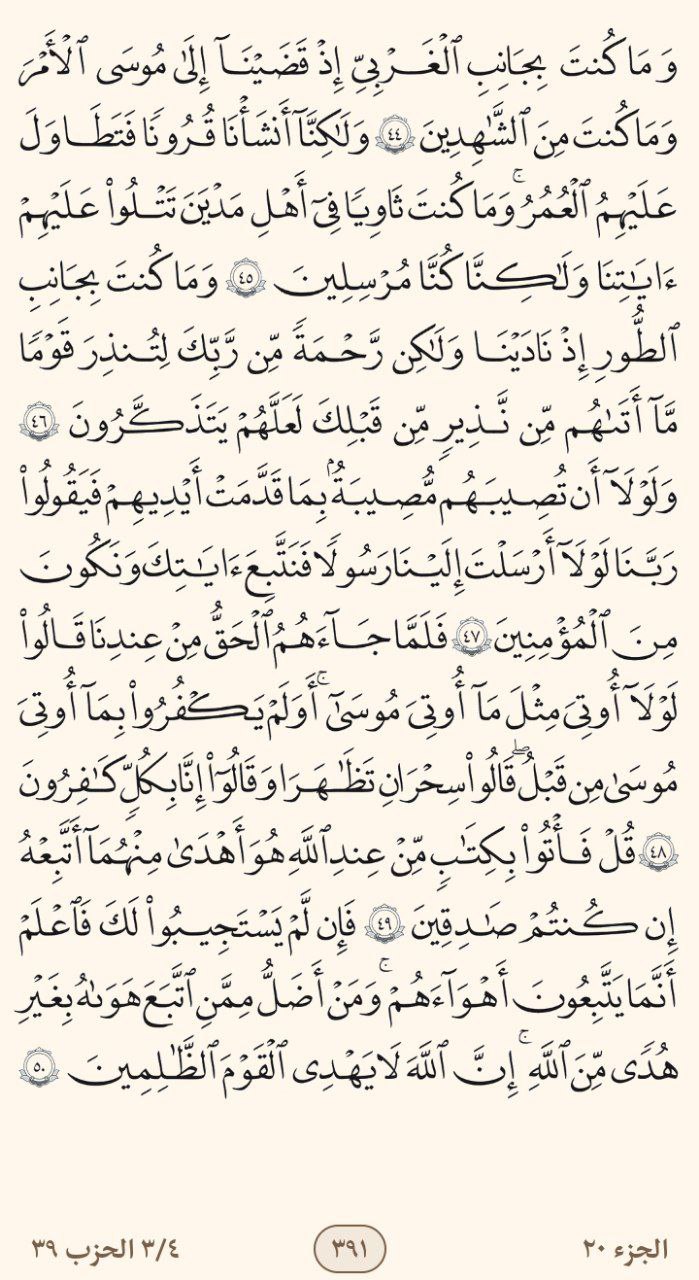 وَمَا كُنتَ بِجَانِبِ ٱلْغَرْبِىِّ إِذْ قَضَيْنَآ إِلَىٰ مُوسَى ٱلْأَمْرَ
وَمَا كُنتَ مِنَ ٱلشَّٰهِدِينَ ٤٤ وَلَٰكِنَّآ أَنشَأْنَا قُرُونًا فَتَطَاوَلَ
عَلَيْهِمُ ٱلْعُمُرُ ۚ وَمَا كُنتَ ثَاوِيًا فِىٓ أَهْلِ مَدْيَنَ تَتْلُوا۟ عَلَيْهِمْ
ءَايَٰتِنَا وَلَٰكِنَّا كُنَّا مُرْسِلِينَ ٤٥ وَمَا كُنتَ بِجَانِبِ
ٱلطُّورِ إِذْ نَادَيْنَا وَلَٰكِن رَّحْمَةً مِّن رَّبِّكَ لِتُنذِرَ قَوْمًا
مَّآ أَتَىٰهُم مِّن نَّذِيرٍ مِّن قَبْلِكَ لَعَلَّهُمْ يَتَذَكَّرُونَ ٤٦
وَلَوْلَآ أَن تُصِيبَهُم مُّصِيبَةٌۢ بِمَا قَدَّمَتْ أَيْدِيهِمْ فَيَقُولُوا۟
رَبَّنَا لَوْلَآ أَرْسَلْتَ إِلَيْنَا رَسُولًا فَنَتَّبِعَ ءَايَٰتِكَ وَنَكُونَ
مِنَ ٱلْمُؤْمِنِينَ ٤٧ فَلَمَّا جَآءَهُمُ ٱلْحَقُّ مِنْ عِندِنَا قَالُوا۟
لَوْلَآ أُوتِىَ مِثْلَ مَآ أُوتِىَ مُوسَىٰٓ ۚ أَوَلَمْ يَكْفُرُوا۟ بِمَآ أُوتِىَ
مُوسَىٰ مِن قَبْلُ ۖ قَالُوا۟ سِحْرَانِ تَظَٰهَرَا وَقَالُوٓا۟ إِنَّا بِكُلٍّ كَٰفِرُونَ
٤٨ قُلْ فَأْتُوا۟ بِكِتَٰبٍ مِّنْ عِندِ ٱللَّهِ هُوَ أَهْدَىٰ مِنْهُمَآ أَتَّبِعْهُ
إِن كُنتُمْ صَٰدِقِينَ ٤٩ فَإِن لَّمْ يَسْتَجِيبُوا۟ لَكَ فَٱعْلَمْ
أَنَّمَا يَتَّبِعُونَ أَهْوَآءَهُمْ ۚ وَمَنْ أَضَلُّ مِمَّنِ ٱتَّبَعَ هَوَىٰهُ بِغَيْرِ
هُدًى مِّنَ ٱللَّهِ ۚ إِنَّ ٱللَّهَ لَا يَهْدِى ٱلْقَوْمَ ٱلظَّٰلِمِينَ ٥٠
الجزء ٢٠ ٣٩١ ٣/٤ الحزب ٣٩